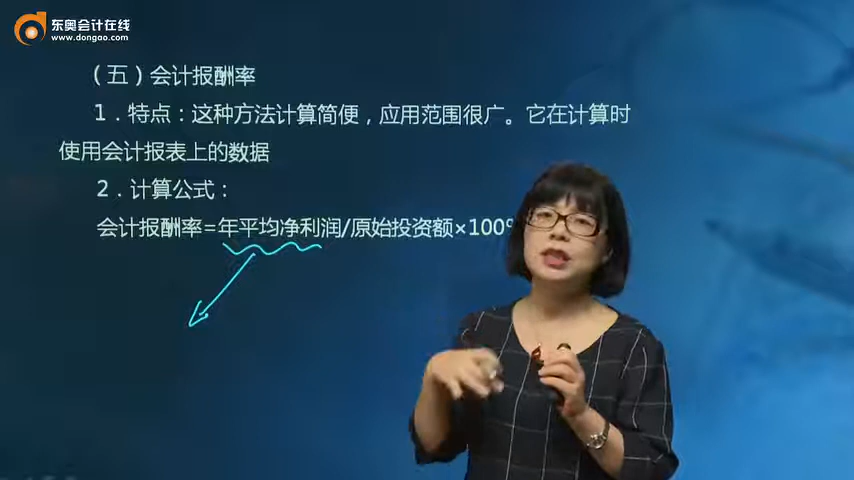 东奥会计在线
www.dongao.com
（五）会计报酬率
1．特点：这种方法计算简便，应用范围很广。它在计算时
使用会计报表上的数据
2．计算公式：
会计报酬率=年平均净利润/原始投资额×100%